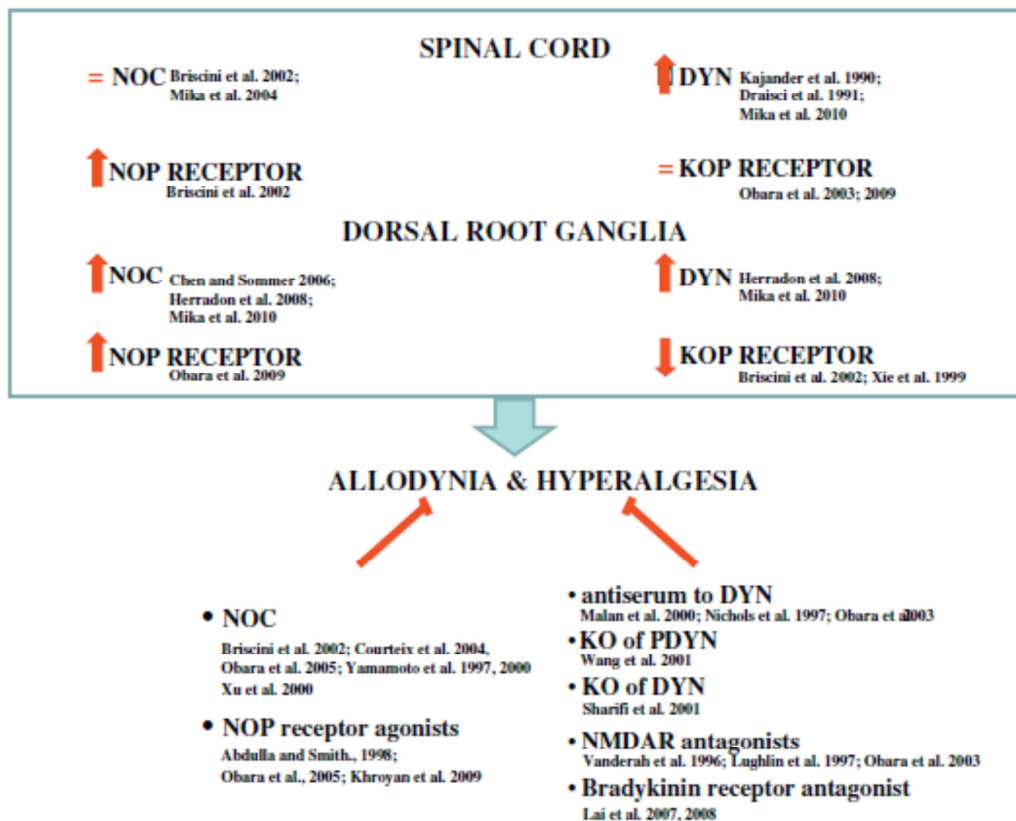 SPINAL CORD
= NOC Briscini et al. 2002;
Mika et al. 2004
DYN Kajander et al. 1990;
Draisci et al. 1991;
Mika et al. 2010
NOP RECEPTOR
Briscini et al. 2002
= KOP RECEPTOR
Obara et al. 2003; 2009
DORSAL ROOT GANGLIA
NOC Chen and Sommer 2006;
Herradon et al. 2008;
Mika et al. 2010
DYN Herradon et al. 2008;
Mika et al. 2010
NOP RECEPTOR
Obara et al. 2009
KOP RECEPTOR
Briscini et al. 2002; Xie et al. 1999
ALLODYNIA & HYPERALGESIA
• NOC
Briscini et al. 2002; Courteix et al. 2004,
Obara et al. 2005; Yamamoto et al. 1997, 2000
Xu et al. 2000
• NOP receptor agonists
Abdulla and Smith., 1998;
Obara et al., 2005; Khroyan et al. 2009
• antiserum to DYN
Malan et al. 2000; Nichols et al. 1997; Obara et al. 2003
• KO of PDYN
Wang et al. 2001
• KO of DYN
Sharifi et al. 2001
• NMDAR antagonists
Vanderah et al. 1996; Lughlin et al. 1997; Obara et al. 2003
• Bradykinin receptor antagonist
Lai et al. 2007, 2008